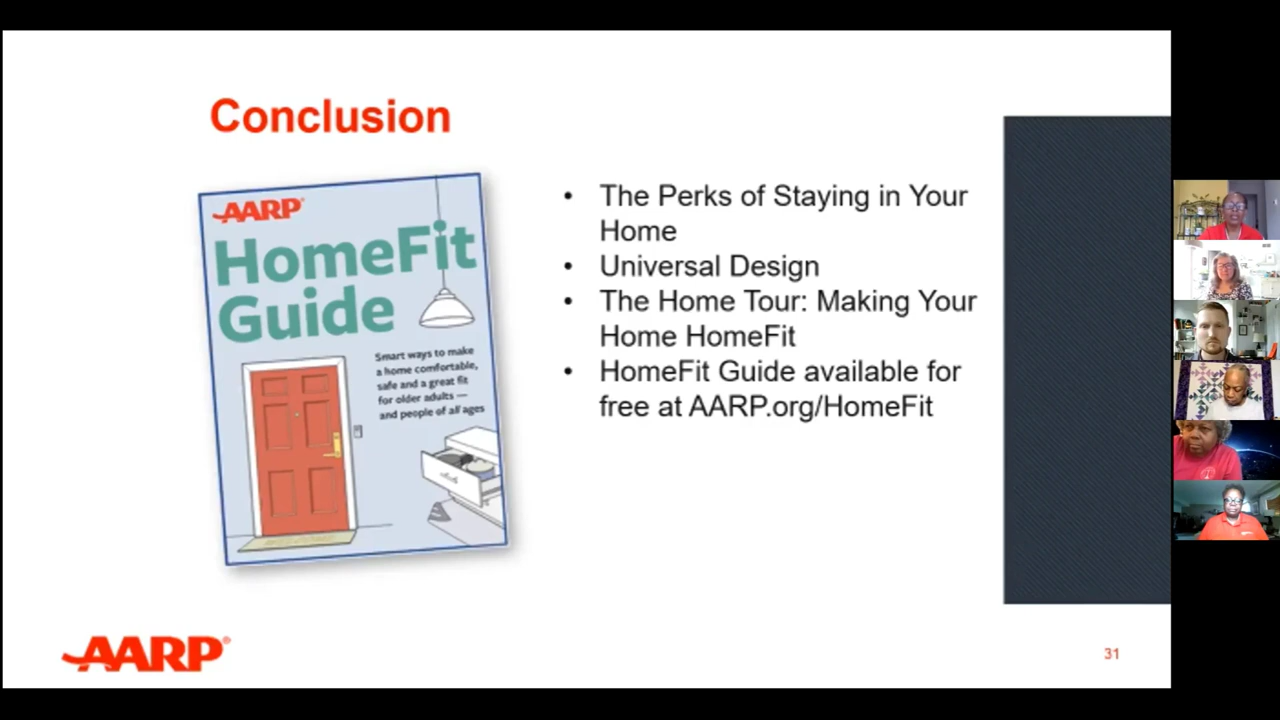 Conclusion
AARP
HomeFit
Guide
Smart ways to make
a home comfortable,
safe and a great fit
for older adults —
and people of all ages
WELCOME
• The Perks of Staying in Your
Home
• Universal Design
• The Home Tour: Making Your
Home HomeFit
• HomeFit Guide available for
free at AARP.org/HomeFit
AARP®
31